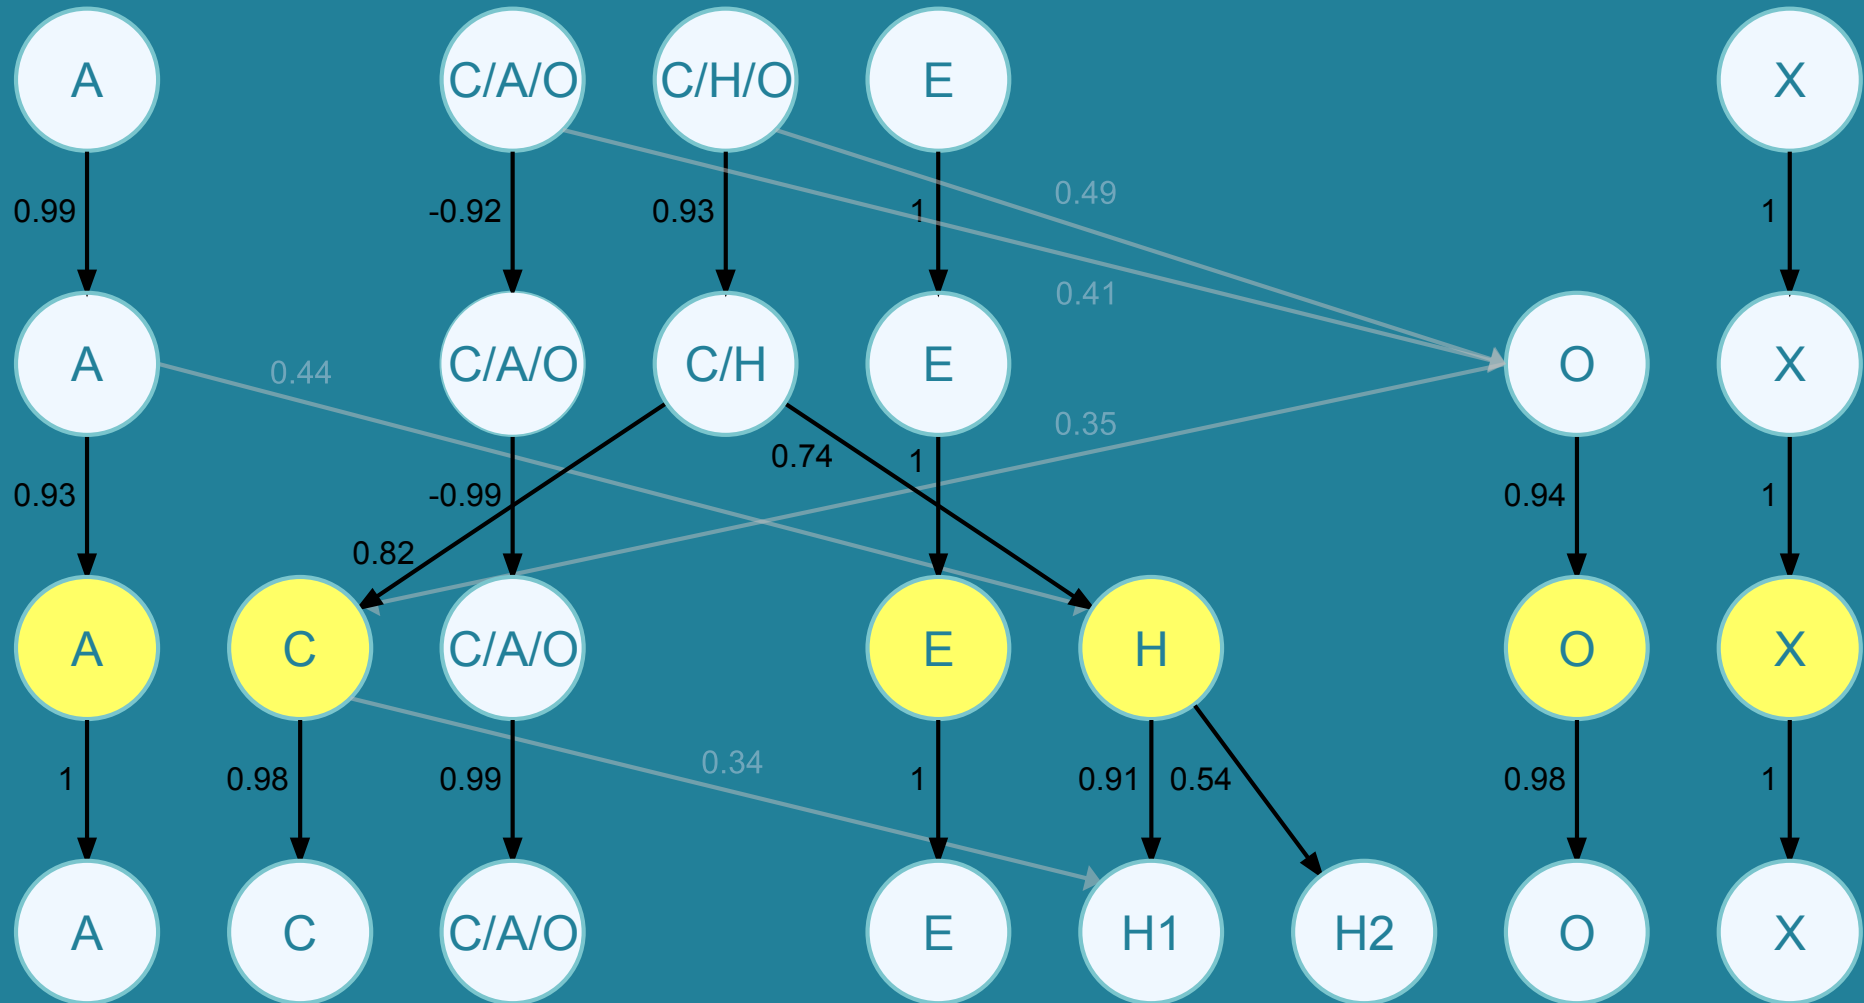 A C/A/O C/H/O E X
0.99 -0.92 0.93 1 0.49 1
0.41
A C/A/O C/H E O X
0.44
0.35
0.93 -0.99 0.74 1 0.94 1
0.82
A C C/A/O E H O X
1 0.98 0.99 0.34 1 0.91 0.54 0.98 1
A C C/A/O E H1 H2 O X